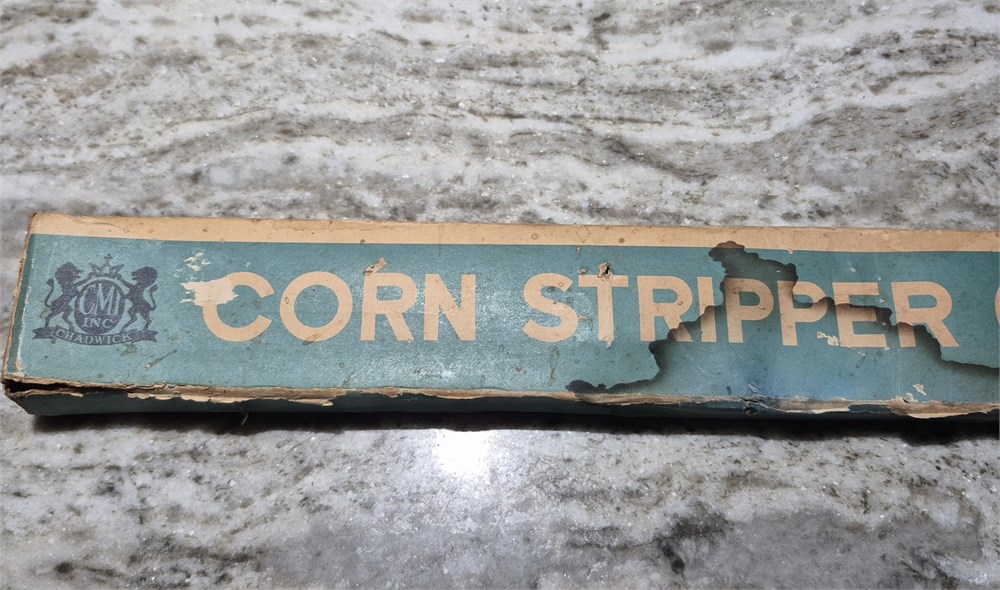 CMI
INC
CHADWICK
CORN STRIPPER